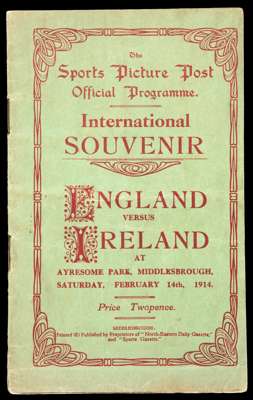 The
Sports Picture Post
Official Programme.
International
SOUVENIR
ENGLAND
VERSUS
IRELAND
AT
AYRESOME PARK, MIDDLESBROUGH,
SATURDAY, FEBRUARY 14th, 1914.
Price Twopence.
MIDDLESBROUGH:
Printed and Published by Proprietors of "North-Eastern Daily Gazette,"
and "Sports Gazette."